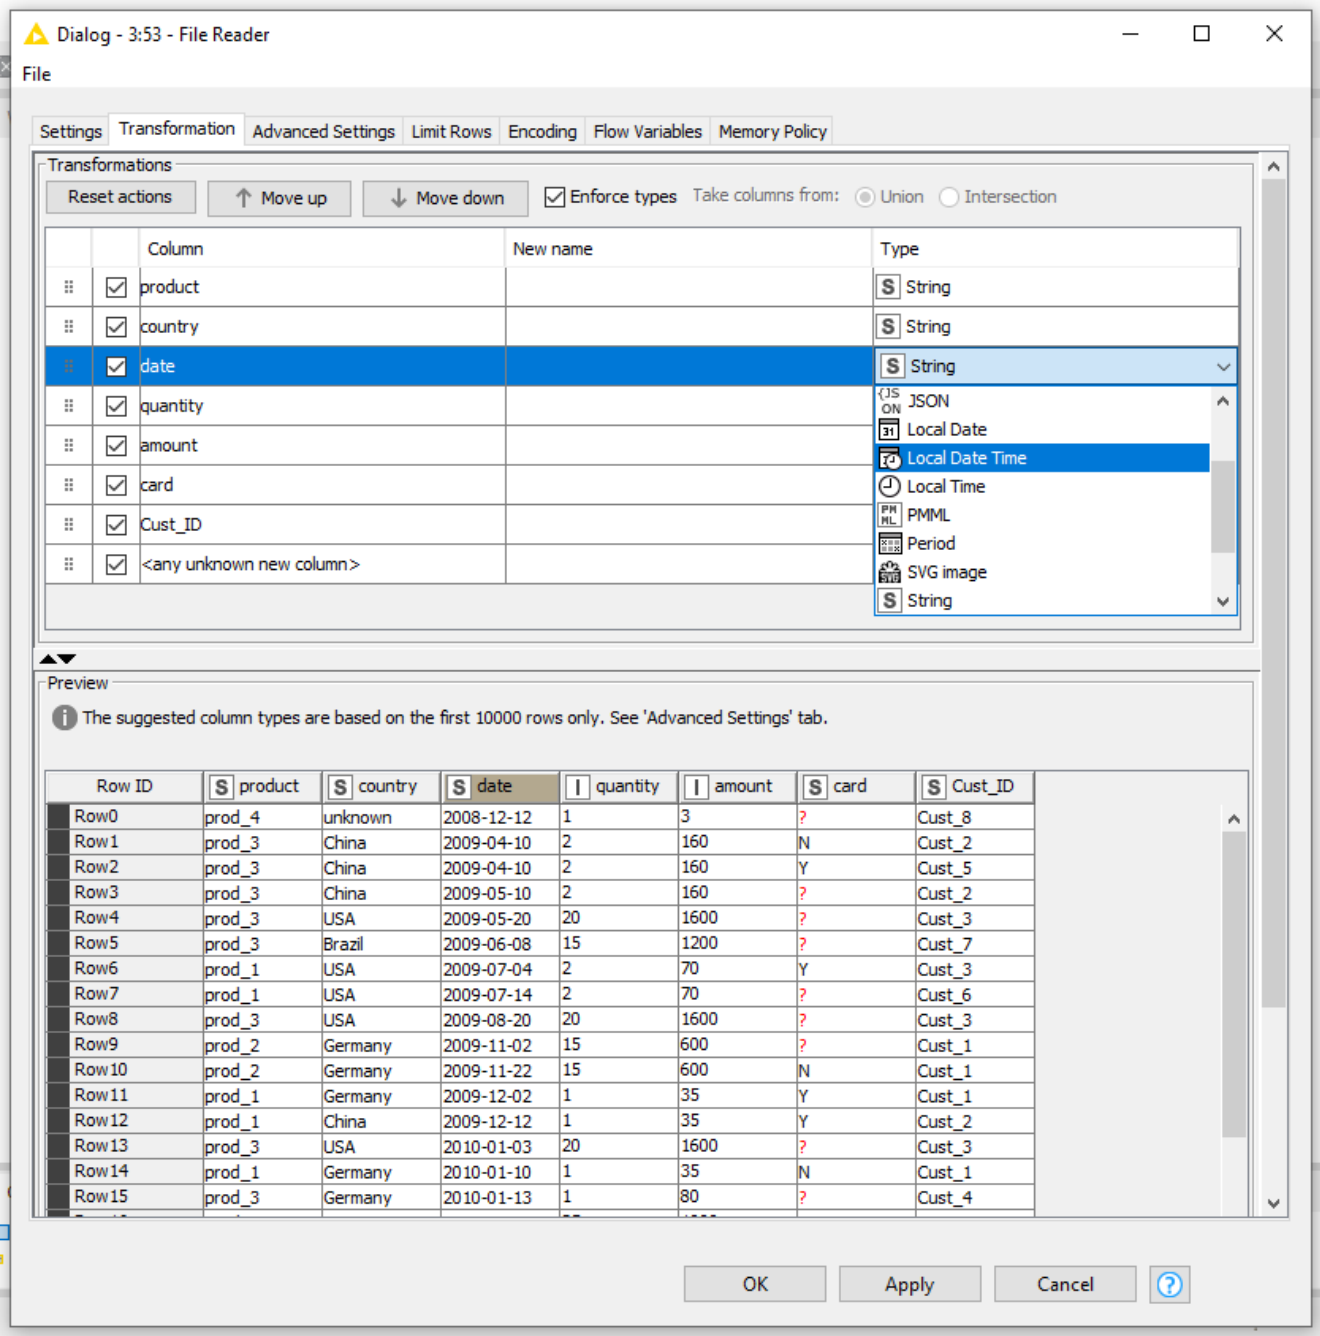 Dialog - 3:53 - File Reader
File
Settings Transformation Advanced Settings Limit Rows Encoding Flow Variables Memory Policy
Transformations
Reset actions Move up Move down Enforce types Take columns from: Union Intersection
Column New name Type
product S String
country S String
date S String
quantity
amount
card
Cust_ID
<any unknown new column>
{JS ON JSON
31 Local Date
Local Date Time
Local Time
PM ML PMML
Period
SVG SVG image
S String
Preview
The suggested column types are based on the first 10000 rows only. See 'Advanced Settings' tab.
Row ID S product S country S date I quantity I amount S card S Cust_ID
Row0 prod_4 unknown 2008-12-12 1 3 ? Cust_8
Row1 prod_3 China 2009-04-10 2 160 N Cust_2
Row2 prod_3 China 2009-04-10 2 160 Y Cust_5
Row3 prod_3 China 2009-05-10 2 160 ? Cust_2
Row4 prod_3 USA 2009-05-20 20 1600 ? Cust_3
Row5 prod_3 Brazil 2009-06-08 15 1200 ? Cust_7
Row6 prod_1 USA 2009-07-04 2 70 Y Cust_3
Row7 prod_1 USA 2009-07-14 2 70 ? Cust_6
Row8 prod_3 USA 2009-08-20 20 1600 ? Cust_3
Row9 prod_2 Germany 2009-11-02 15 600 ? Cust_1
Row10 prod_2 Germany 2009-11-22 15 600 N Cust_1
Row11 prod_1 Germany 2009-12-02 1 35 Y Cust_1
Row12 prod_1 China 2009-12-12 1 35 Y Cust_2
Row13 prod_3 USA 2010-01-03 20 1600 ? Cust_3
Row14 prod_1 Germany 2010-01-10 1 35 N Cust_1
Row15 prod_3 Germany 2010-01-13 1 80 ? Cust_4
OK Apply Cancel ?